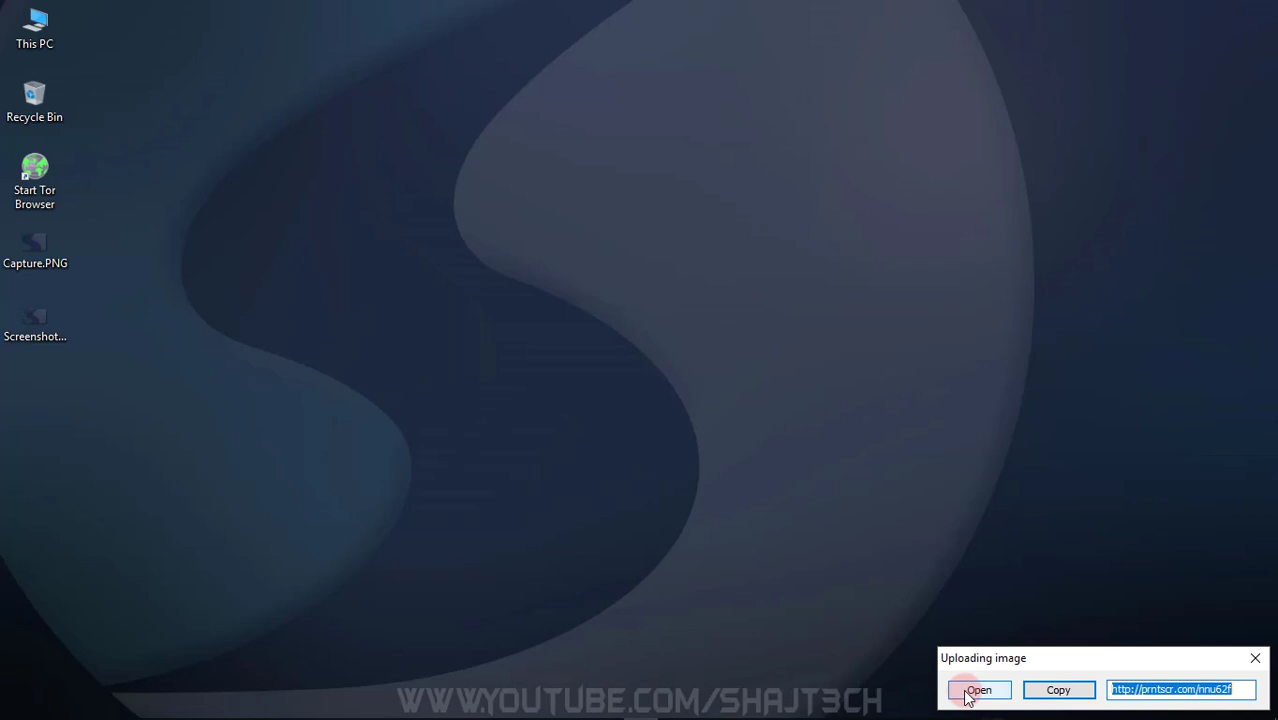 This PC
Recycle Bin
Start Tor
Browser
Capture.PNG
Screenshot...
Uploading image
Open
Copy
http://prntscr.com/nnu62f
WWW.YOUTUBE.COM/SHAJT3CH